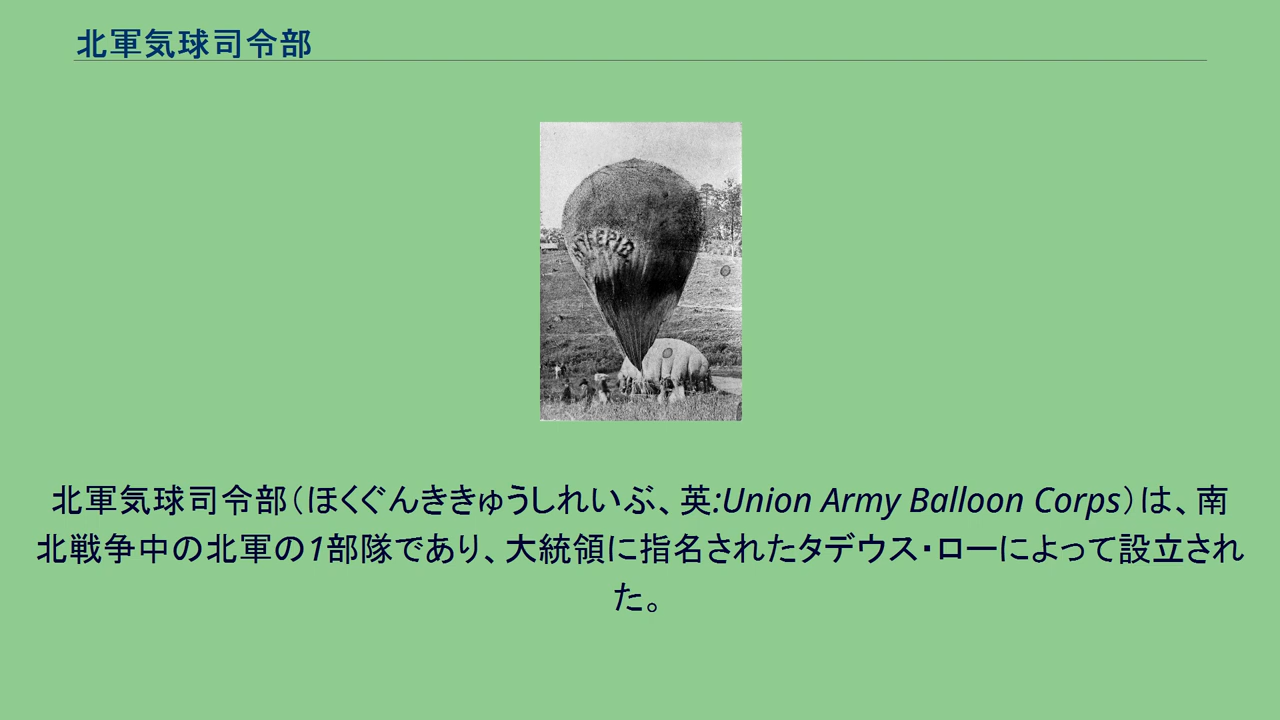 北軍気球司令部
北軍気球司令部(ほくぐんききゅうしれいぶ、英:Union Army Balloon Corps)は、南
北戦争中の北軍の1部隊であり、大統領に指名されたタデウス・ローによって設立され
た。